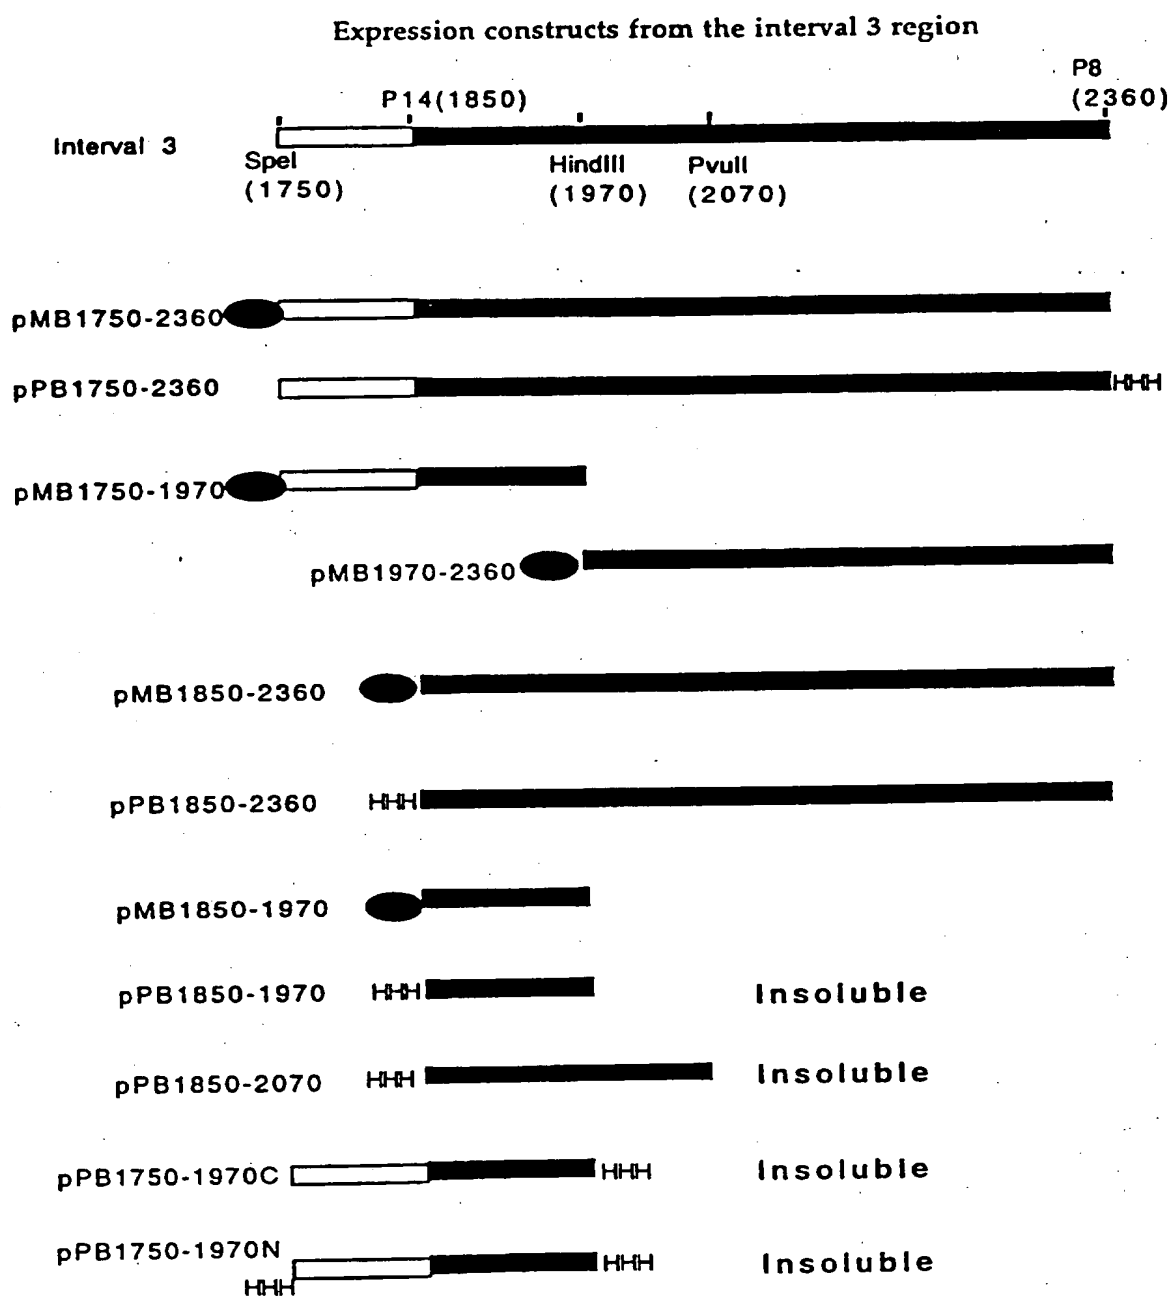 Expression constructs from the interval 3 region
P8
P14(1850)
(2360)
Interval 3
SpeI
HindIII
PvuII
(1750)
(1970)
(2070)
pMB1750-2360
pPB1750-2360
HHH
pMB1750-1970
pMB1970-2360
pMB1850-2360
pPB1850-2360
HHH
pMB1850-1970
pPB1850-1970
HHH
Insoluble
pPB1850-2070
HHH
Insoluble
pPB1750-1970C
HHH
Insoluble
pPB1750-1970N
HHH
Insoluble
HHH